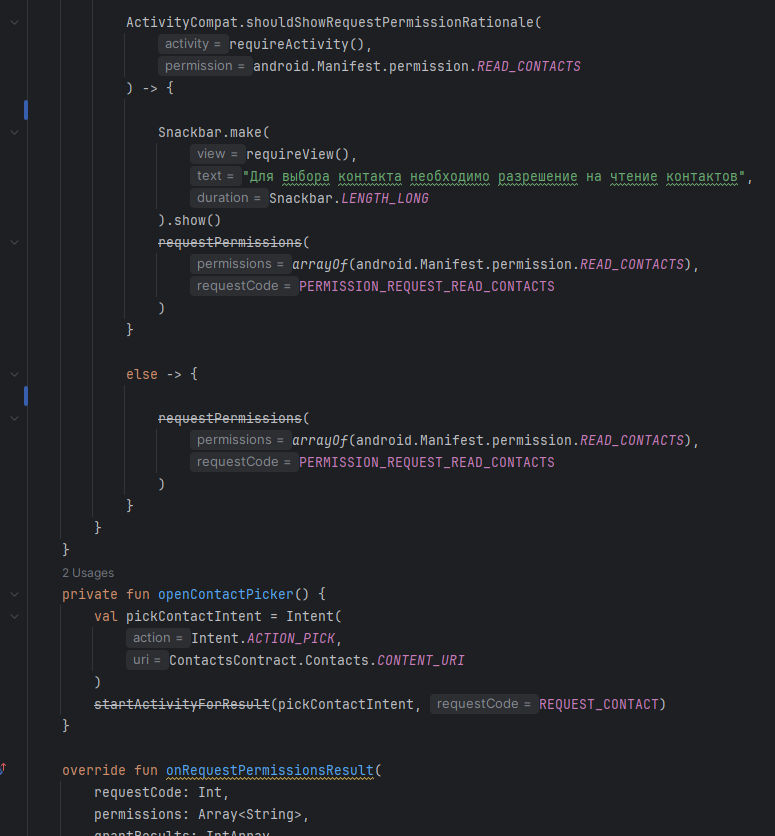 ActivityCompat.shouldShowRequestPermissionRationale(
activity = requireActivity(),
permission = android.Manifest.permission.READ_CONTACTS
) -> {
Snackbar.make(
view = requireView(),
text = "Для выбора контакта необходимо разрешение на чтение контактов",
duration = Snackbar.LENGTH_LONG
).show()
requestPermissions(
permissions = arrayOf(android.Manifest.permission.READ_CONTACTS),
requestCode = PERMISSION_REQUEST_READ_CONTACTS
)
}
else -> {
requestPermissions(
permissions = arrayOf(android.Manifest.permission.READ_CONTACTS),
requestCode = PERMISSION_REQUEST_READ_CONTACTS
)
}
}
}
2 Usages
private fun openContactPicker() {
val pickContactIntent = Intent(
action = Intent.ACTION_PICK,
uri = ContactsContract.Contacts.CONTENT_URI
)
startActivityForResult(pickContactIntent, requestCode = REQUEST_CONTACT)
}
override fun onRequestPermissionsResult(
requestCode: Int,
permissions: Array<String>,
grantResults: IntArray